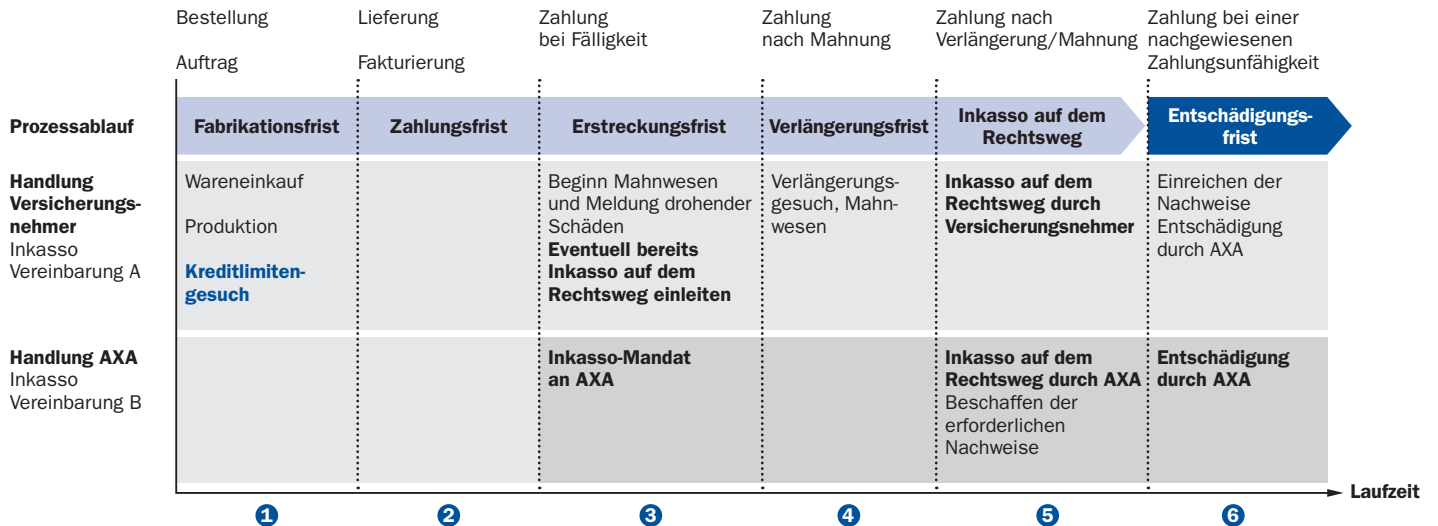 Bestellung
Auftrag
Lieferung
Fakturierung
Zahlung
bei Fälligkeit
Zahlung
nach Mahnung
Zahlung nach
Verlängerung/Mahnung
Zahlung bei einer
nachgewiesenen
Zahlungsunfähigkeit
Prozessablauf
Fabrikationsfrist
Zahlungsfrist
Erstreckungsfrist
Verlängerungsfrist
Inkasso auf dem
Rechtsweg
Entschädigungs-
frist
Handlung
Versicherungs-
nehmer
Inkasso
Vereinbarung A
Wareneinkauf
Produktion
Kreditlimiten-
gesuch
Beginn Mahnwesen
und Meldung drohender
Schäden
Eventuell bereits
Inkasso auf dem
Rechtsweg einleiten
Verlängerungs-
gesuch, Mahn-
wesen
Inkasso auf dem
Rechtsweg durch
Versicherungsnehmer
Einreichen der
Nachweise
Entschädigung
durch AXA
Handlung AXA
Inkasso
Vereinbarung B
Inkasso-Mandat
an AXA
Inkasso auf dem
Rechtsweg durch AXA
Beschaffen der
erforderlichen
Nachweise
Entschädigung
durch AXA
Laufzeit
1
2
3
4
5
6